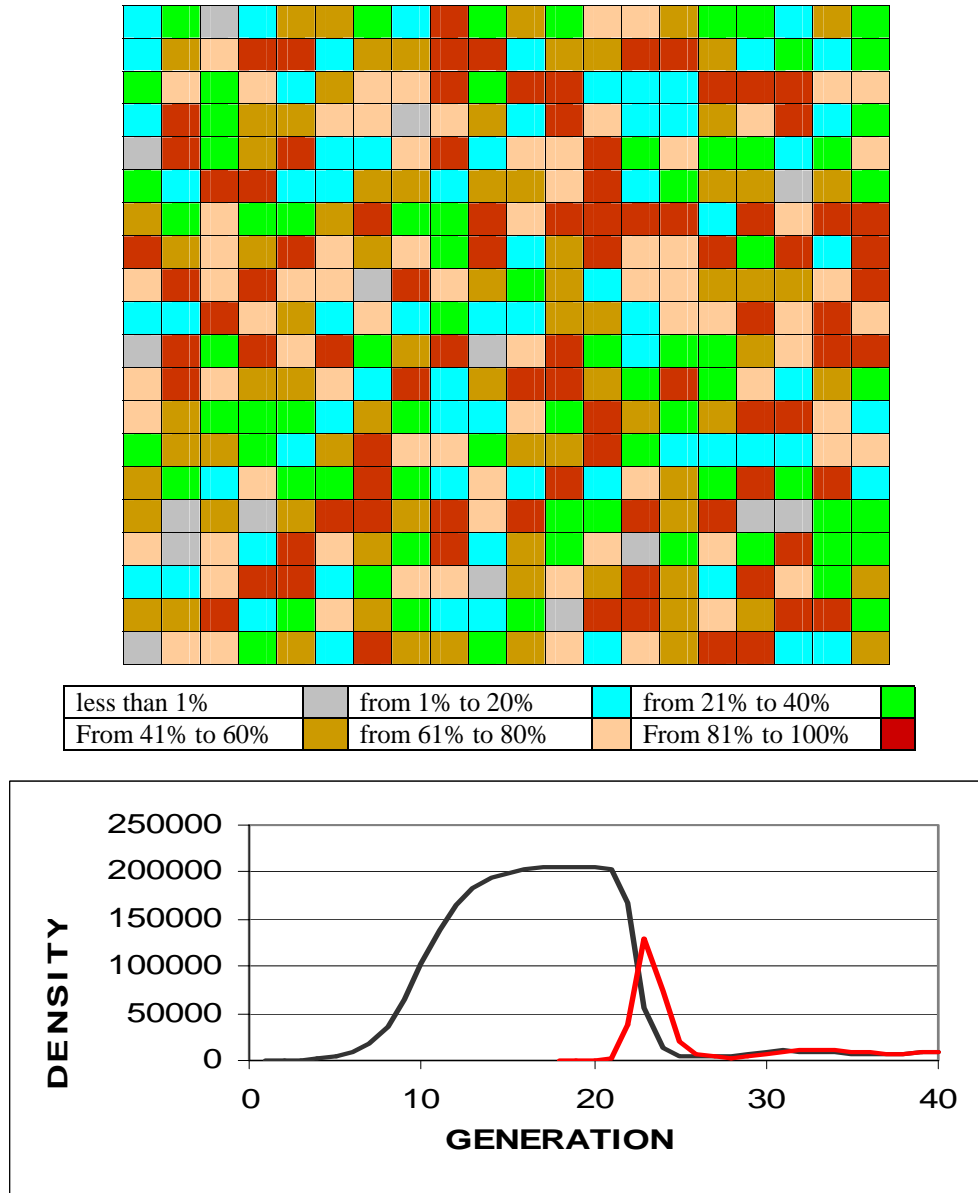 less than 1% from 1% to 20% from 21% to 40%
From 41% to 60% from 61% to 80% From 81% to 100%
250000
200000
150000
100000
50000
0
DENSITY
0 10 20 30 40
GENERATION